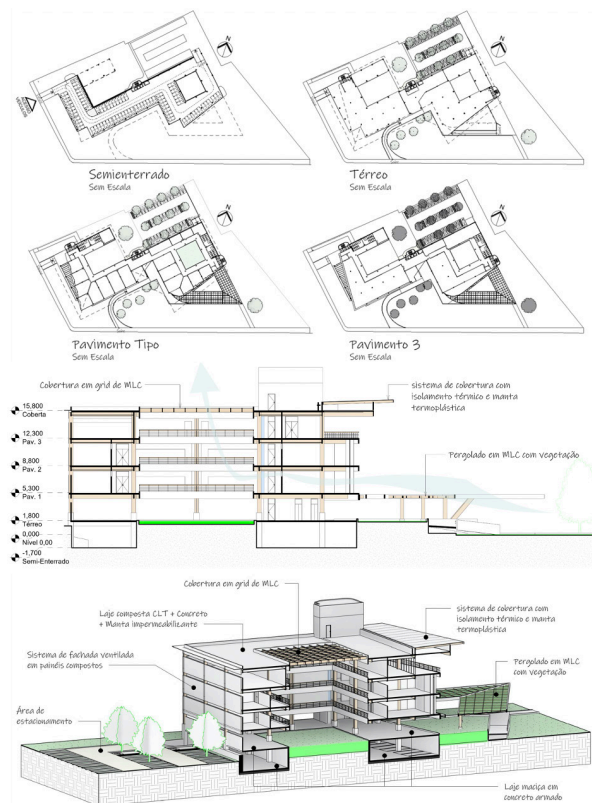 N
N
Semienterrado
Sem Escala
Térreo
Sem Escala
N
N
Pavimento Tipo
Sem Escala
Pavimento 3
Sem Escala
Cobertura em grid de MLC
sistema de cobertura com
isolamento térmico e manta
termoplástica
15,800
Coberta
12,300
Pav. 3
8,800
Pav. 2
Pergolado em MLC com vegetação
5,300
Pav. 1
1,800
Térreo
0,000
Nível 0,00
-1,700
Semi-Enterrado
Cobertura em grid de MLC
Laje composta CLT + Concreto
+ Manta impermeabilizante
sistema de cobertura com
isolamento térmico e manta
termoplástica
Sistema de fachada ventilada
em painéis compostos
Pergolado em MLC
com vegetação
Área de
estacionamento
Laje maciça em
concreto armado